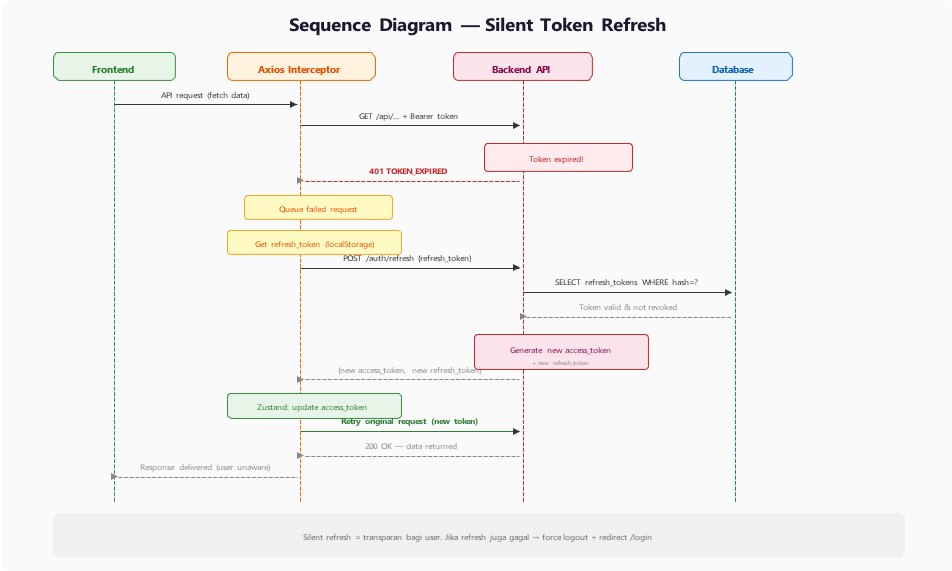 Sequence Diagram — Silent Token Refresh
Frontend
Axios Interceptor
Backend API
Database
API request (fetch data)
GET /api/... + Bearer token
Token expired!
401 TOKEN_EXPIRED
Queue failed request
Get refresh_token (localStorage)
POST /auth/refresh (refresh_token)
SELECT refresh_tokens WHERE hash=?
Token valid & not revoked
Generate new access_token
+ new refresh_token
(new access_token, new refresh_token)
Zustand: update access_token
Retry original request (new token)
200 OK — data returned
Response delivered (user unaware)
Silent refresh = transparan bagi user. Jika refresh juga gagal → force logout + redirect /login